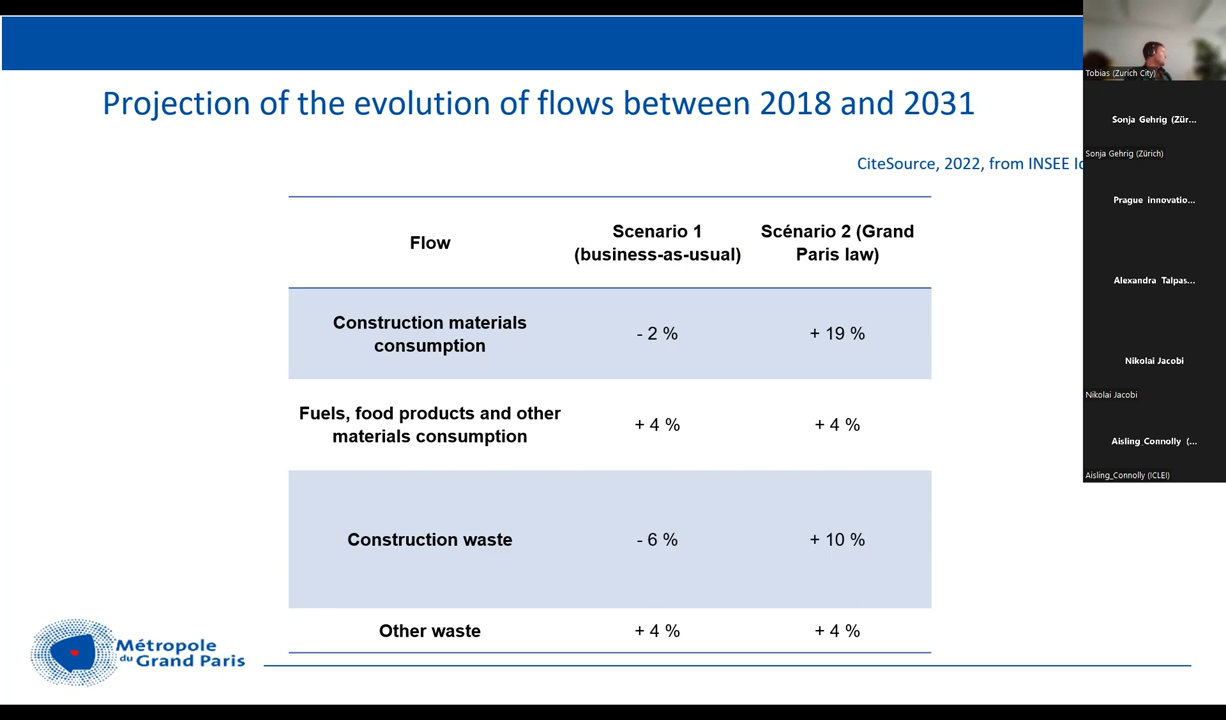 Projection of the evolution of flows between 2018 and 2031
CiteSource, 2022, from INSEE
Flow
Scenario 1
(business-as-usual)
Scénario 2 (Grand
Paris law)
Construction materials
consumption
- 2 %
+ 19 %
Fuels, food products and other
materials consumption
+ 4 %
+ 4 %
Construction waste
- 6 %
+ 10 %
Other waste
+ 4 %
+ 4 %
Métropole
du Grand Paris
Tobias (Zurich City)
Sonja Gehrig (Zür...
Sonja Gehrig (Zürich)
Prague innovatio...
Alexandra Talpas...
Nikolai Jacobi
Nikolai Jacobi
Aisling Connolly (...
Aisling_Connolly (ICLEI)